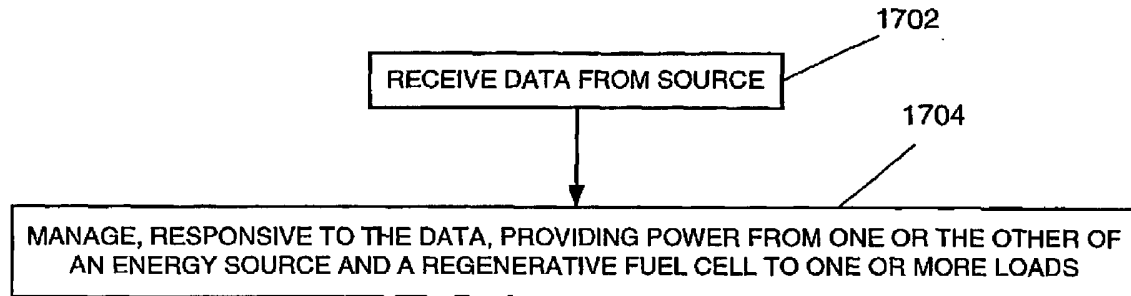 1702
RECEIVE DATA FROM SOURCE
1704
MANAGE, RESPONSIVE TO THE DATA, PROVIDING POWER FROM ONE OR THE OTHER OF
AN ENERGY SOURCE AND A REGENERATIVE FUEL CELL TO ONE OR MORE LOADS